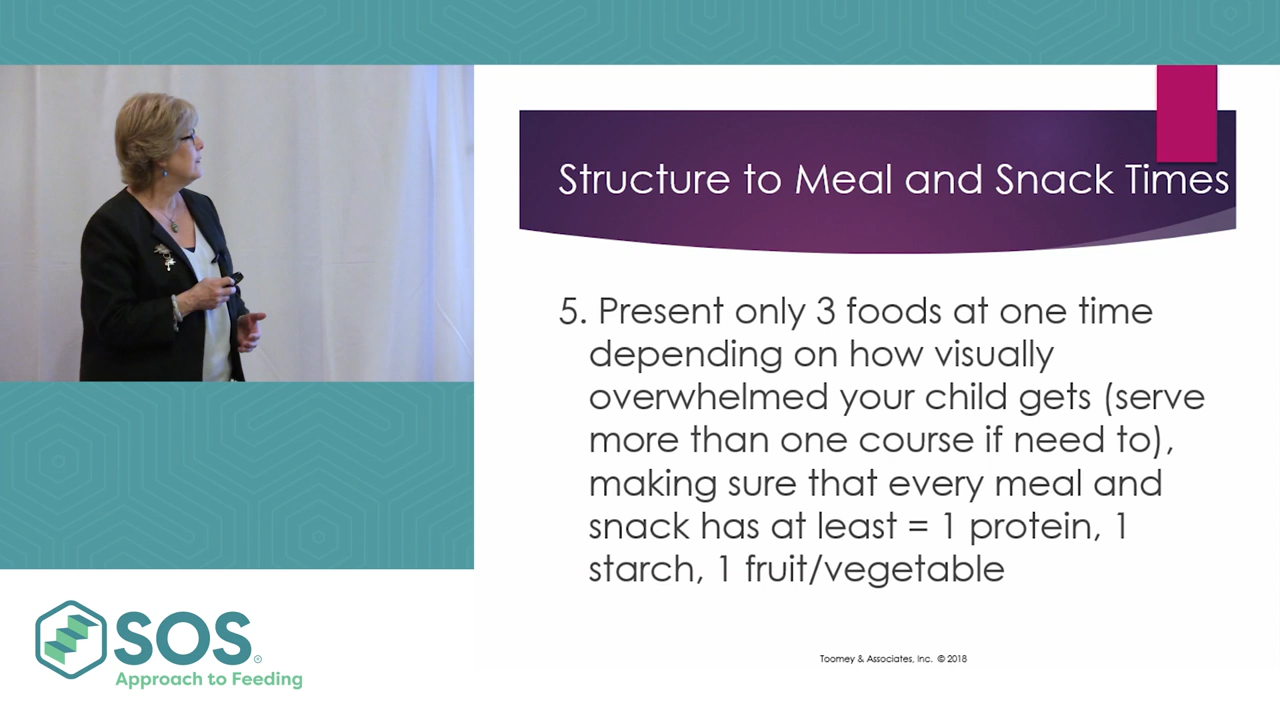 Structure to Meal and Snack Times
5. Present only 3 foods at one time
depending on how visually
overwhelmed your child gets (serve
more than one course if need to),
making sure that every meal and
snack has at least = 1 protein, 1
starch, 1 fruit/vegetable
Toomey & Associates, Inc. © 2018
SOS®
Approach to Feeding